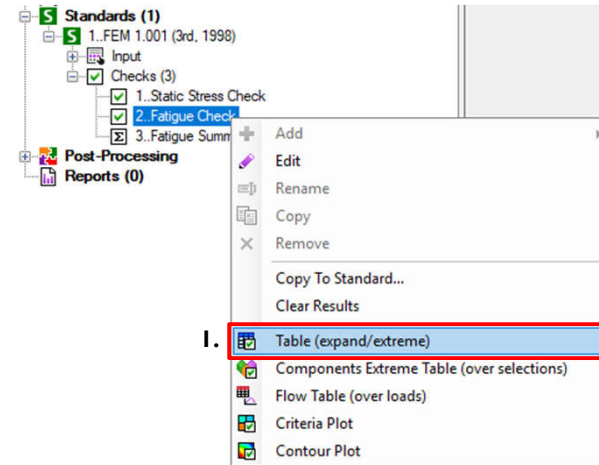 Standards (1)
1..FEM 1.001 (3rd, 1998)
Input
Checks (3)
1..Static Stress Check
2..Fatigue Check
3..Fatigue Summ
Post-Processing
Reports (0)
Add
Edit
Rename
Copy
Remove
Copy To Standard...
Clear Results
1. Table (expand/extreme)
Components Extreme Table (over selections)
Flow Table (over loads)
Criteria Plot
Contour Plot